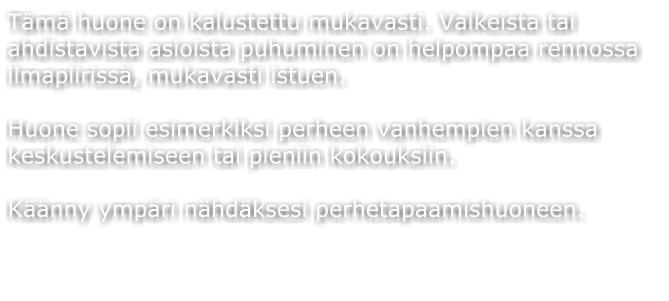 Tämä huone on kalustettu mukavasti. Vaikeista tai
ahdistavista asioista puhuminen on helpompaa rennossa
ilmapiirissä, mukavasti istuen.
Huone sopii esimerkiksi perheen vanhempien kanssa
keskustelemiseen tai pieniin kokouksiin.
Käänny ympäri nähdäksesi perhetapaamishuoneen.